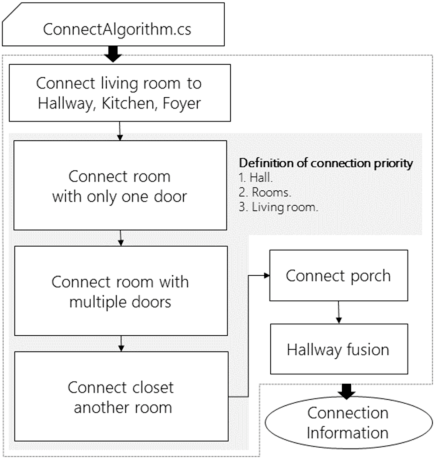 ConnectAlgorithm.cs
Connect living room to
Hallway, Kitchen, Foyer
Connect room
with only one door
Definition of connection priority
1. Hall.
2. Rooms.
3. Living room.
Connect room with
multiple doors
Connect closet
another room
Connect porch
Hallway fusion
Connection
Information